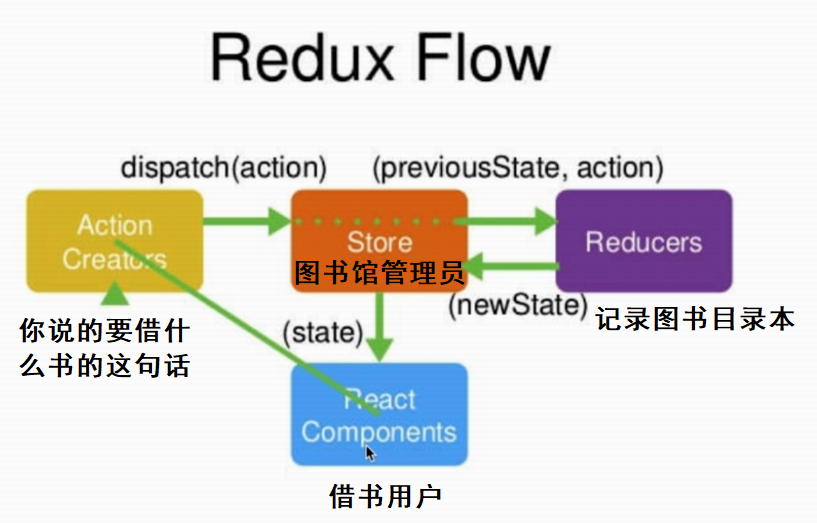 Redux Flow
dispatch(action)
(previousState, action)
Action
Creators
Store
图书馆管理员
Reducers
(newState)
记录图书目录本
你说的要借什
么书的这句话
(state)
React
Components
借书用户